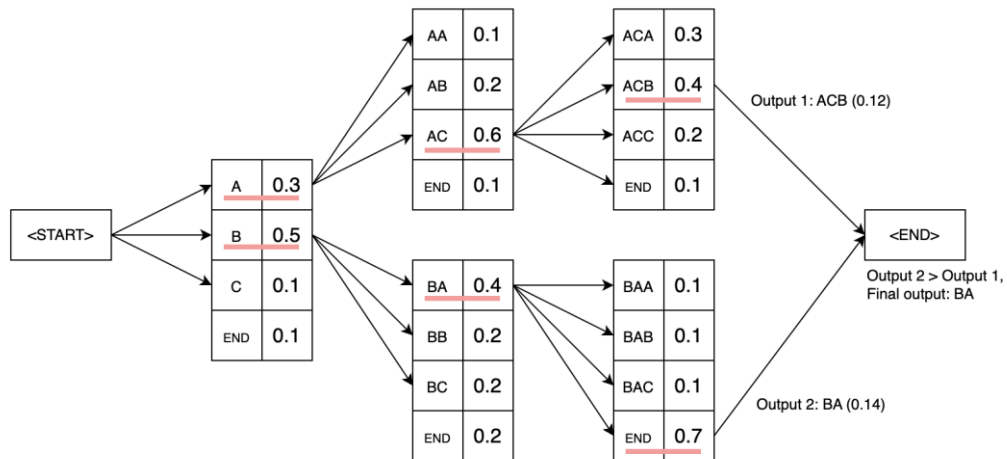 <START>
A 0.3
B 0.5
C 0.1
END 0.1
AA 0.1
AB 0.2
AC 0.6
END 0.1
BA 0.4
BB 0.2
BC 0.2
END 0.2
ACA 0.3
ACB 0.4
ACC 0.2
END 0.1
BAA 0.1
BAB 0.1
BAC 0.1
END 0.7
Output 1: ACB (0.12)
Output 2: BA (0.14)
<END>
Output 2 > Output 1,
Final output: BA